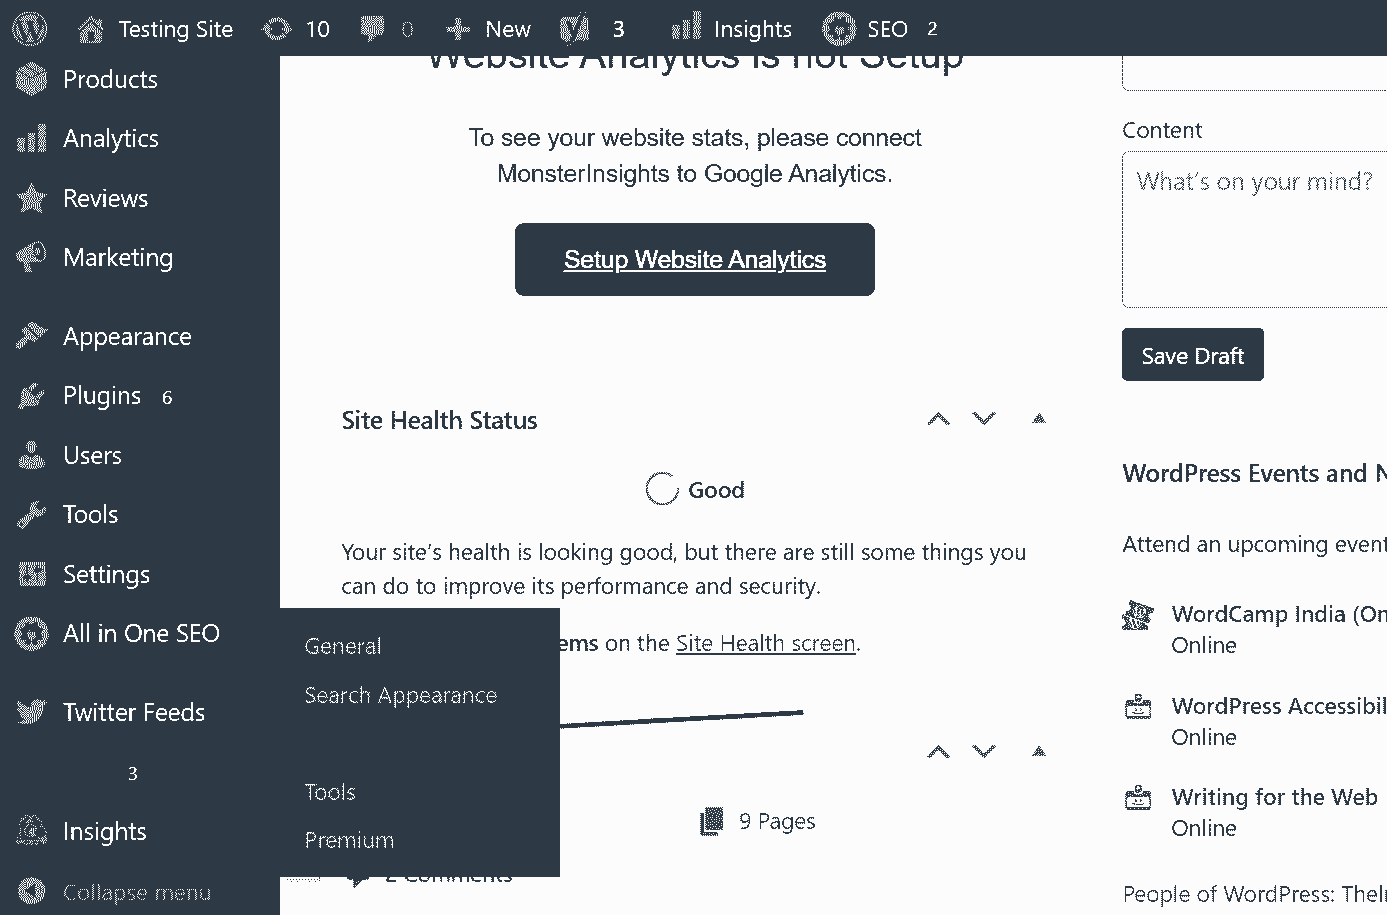 Testing Site 10 0 New 3 Insights SEO 2
Products
Analytics
Reviews
Marketing
Appearance
Plugins 6
Users
Tools
Settings
All in One SEO
Twitter Feeds
3
Insights
Collapse menu
General
Search Appearance
Tools
Premium
Website Analytics is not Setup
To see your website stats, please connect
MonsterInsights to Google Analytics.
Setup Website Analytics
Site Health Status
Good
Your site's health is looking good, but there are still some things you
can do to improve its performance and security.
ems on the Site Health screen.
9 Pages
2 Comments
Content
What's on your mind?
Save Draft
WordPress Events and N
Attend an upcoming event
WordCamp India (On
Online
WordPress Accessibil
Online
Writing for the Web
Online
People of WordPress: TheI